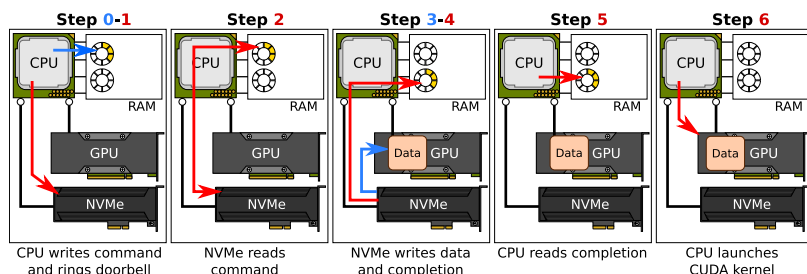 Step 0-1
CPU
RAM
GPU
NVMe
CPU writes command
and rings doorbell
Step 2
CPU
RAM
GPU
NVMe
NVMe reads
command
Step 3-4
CPU
RAM
Data
GPU
NVMe
NVMe writes data
and completion
Step 5
CPU
RAM
Data
GPU
NVMe
CPU reads completion
Step 6
CPU
RAM
Data
GPU
NVMe
CPU launches
CUDA kernel